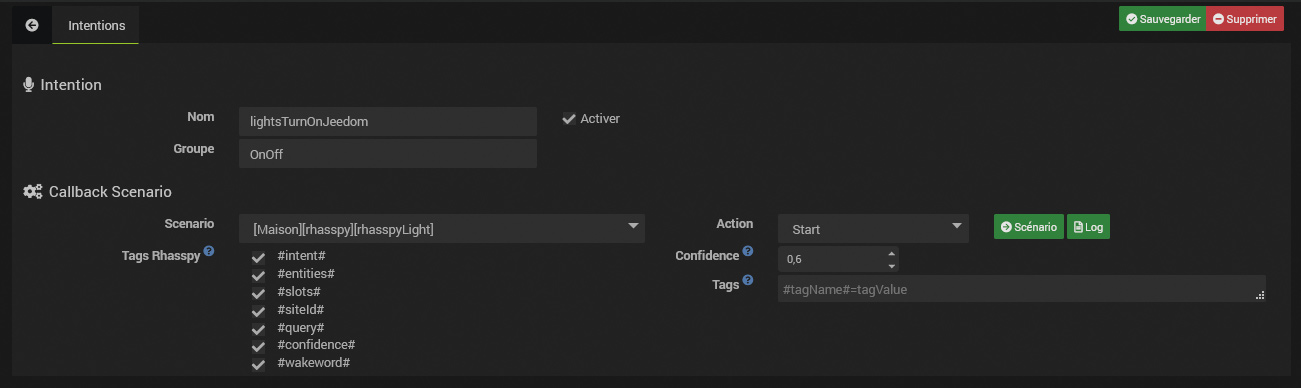 Intentions
Sauvegarder
Supprimer
Intention
Nom
lightsTurnOnJeedom
Activer
Groupe
OnOff
Callback Scenario
Scenario
[Maison][rhasspy][rhasspyLight]
Action
Start
Scénario
Log
Tags Rhasspy ?
#intent#
#entities#
#slots#
#siteId#
#query#
#confidence#
#wakeword#
Confidence ?
0,6
Tags ?
#tagName#=tagValue